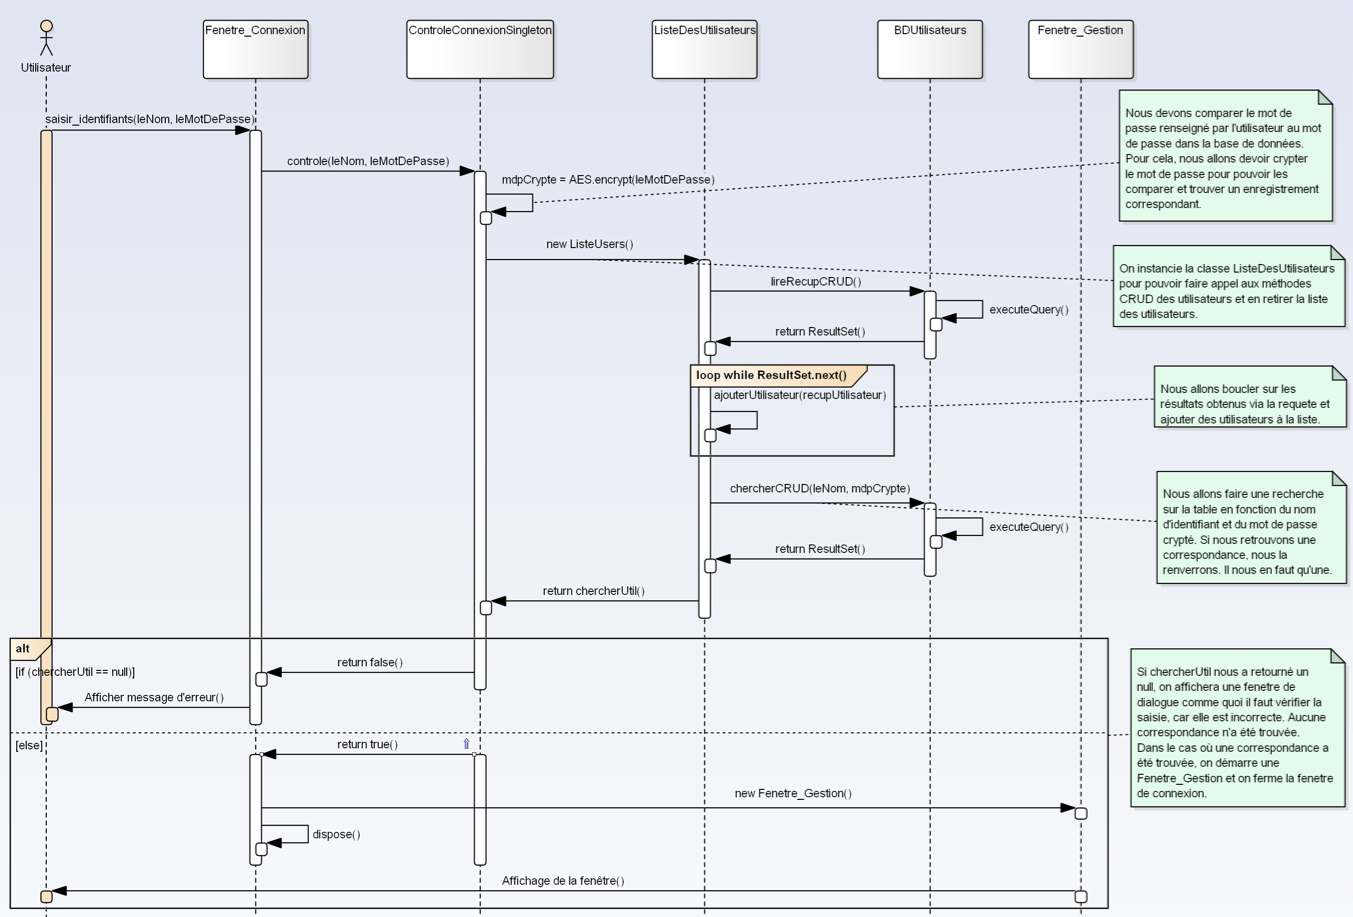 Utilisateur
Fenetre_Connexion
ControleConnexionSingleton
ListeDesUtilisateurs
BDUtilisateurs
Fenetre_Gestion
saisir_identifiants(leNom, leMotDePasse)
controle(leNom, leMotDePasse)
mdpCrypte = AES.encrypt(leMotDePasse)
Nous devons comparer le mot de
passe renseigné par l'utilisateur au mot
de passe dans la base de données.
Pour cela, nous allons devoir crypter
le mot de passe pour pouvoir les
comparer et trouver un enregistrement
correspondant.
new ListeUsers()
On instancie la classe ListeDesUtilisateurs
pour pouvoir faire appel aux méthodes
CRUD des utilisateurs et en retirer la liste
des utilisateurs.
lireRecupCRUD()
executeQuery()
return ResultSet()
loop while ResultSet.next()
ajouterUtilisateur(recupUtilisateur)
Nous allons boucler sur les
résultats obtenus via la requete et
ajouter des utilisateurs à la liste.
chercherCRUD(leNom, mdpCrypte)
executeQuery()
return ResultSet()
Nous allons faire une recherche
sur la table en fonction du nom
d'identifiant et du mot de passe
crypté. Si nous retrouvons une
correspondance, nous la
renverrons. Il nous en faut qu'une.
return chercherUtil()
alt
[if (chercherUtil == null)]
return false()
Afficher message d'erreur()
Si chercherUtil nous a retourné un
null, on affichera une fenetre de
dialogue comme quoi il faut vérifier la
saisie, car elle est incorrecte. Aucune
correspondance n'a été trouvée.
Dans le cas où une correspondance a
été trouvée, on démarre une
Fenetre_Gestion et on ferme la fenetre
de connexion.
[else]
return true()
new Fenetre_Gestion()
dispose()
Affichage de la fenêtre()